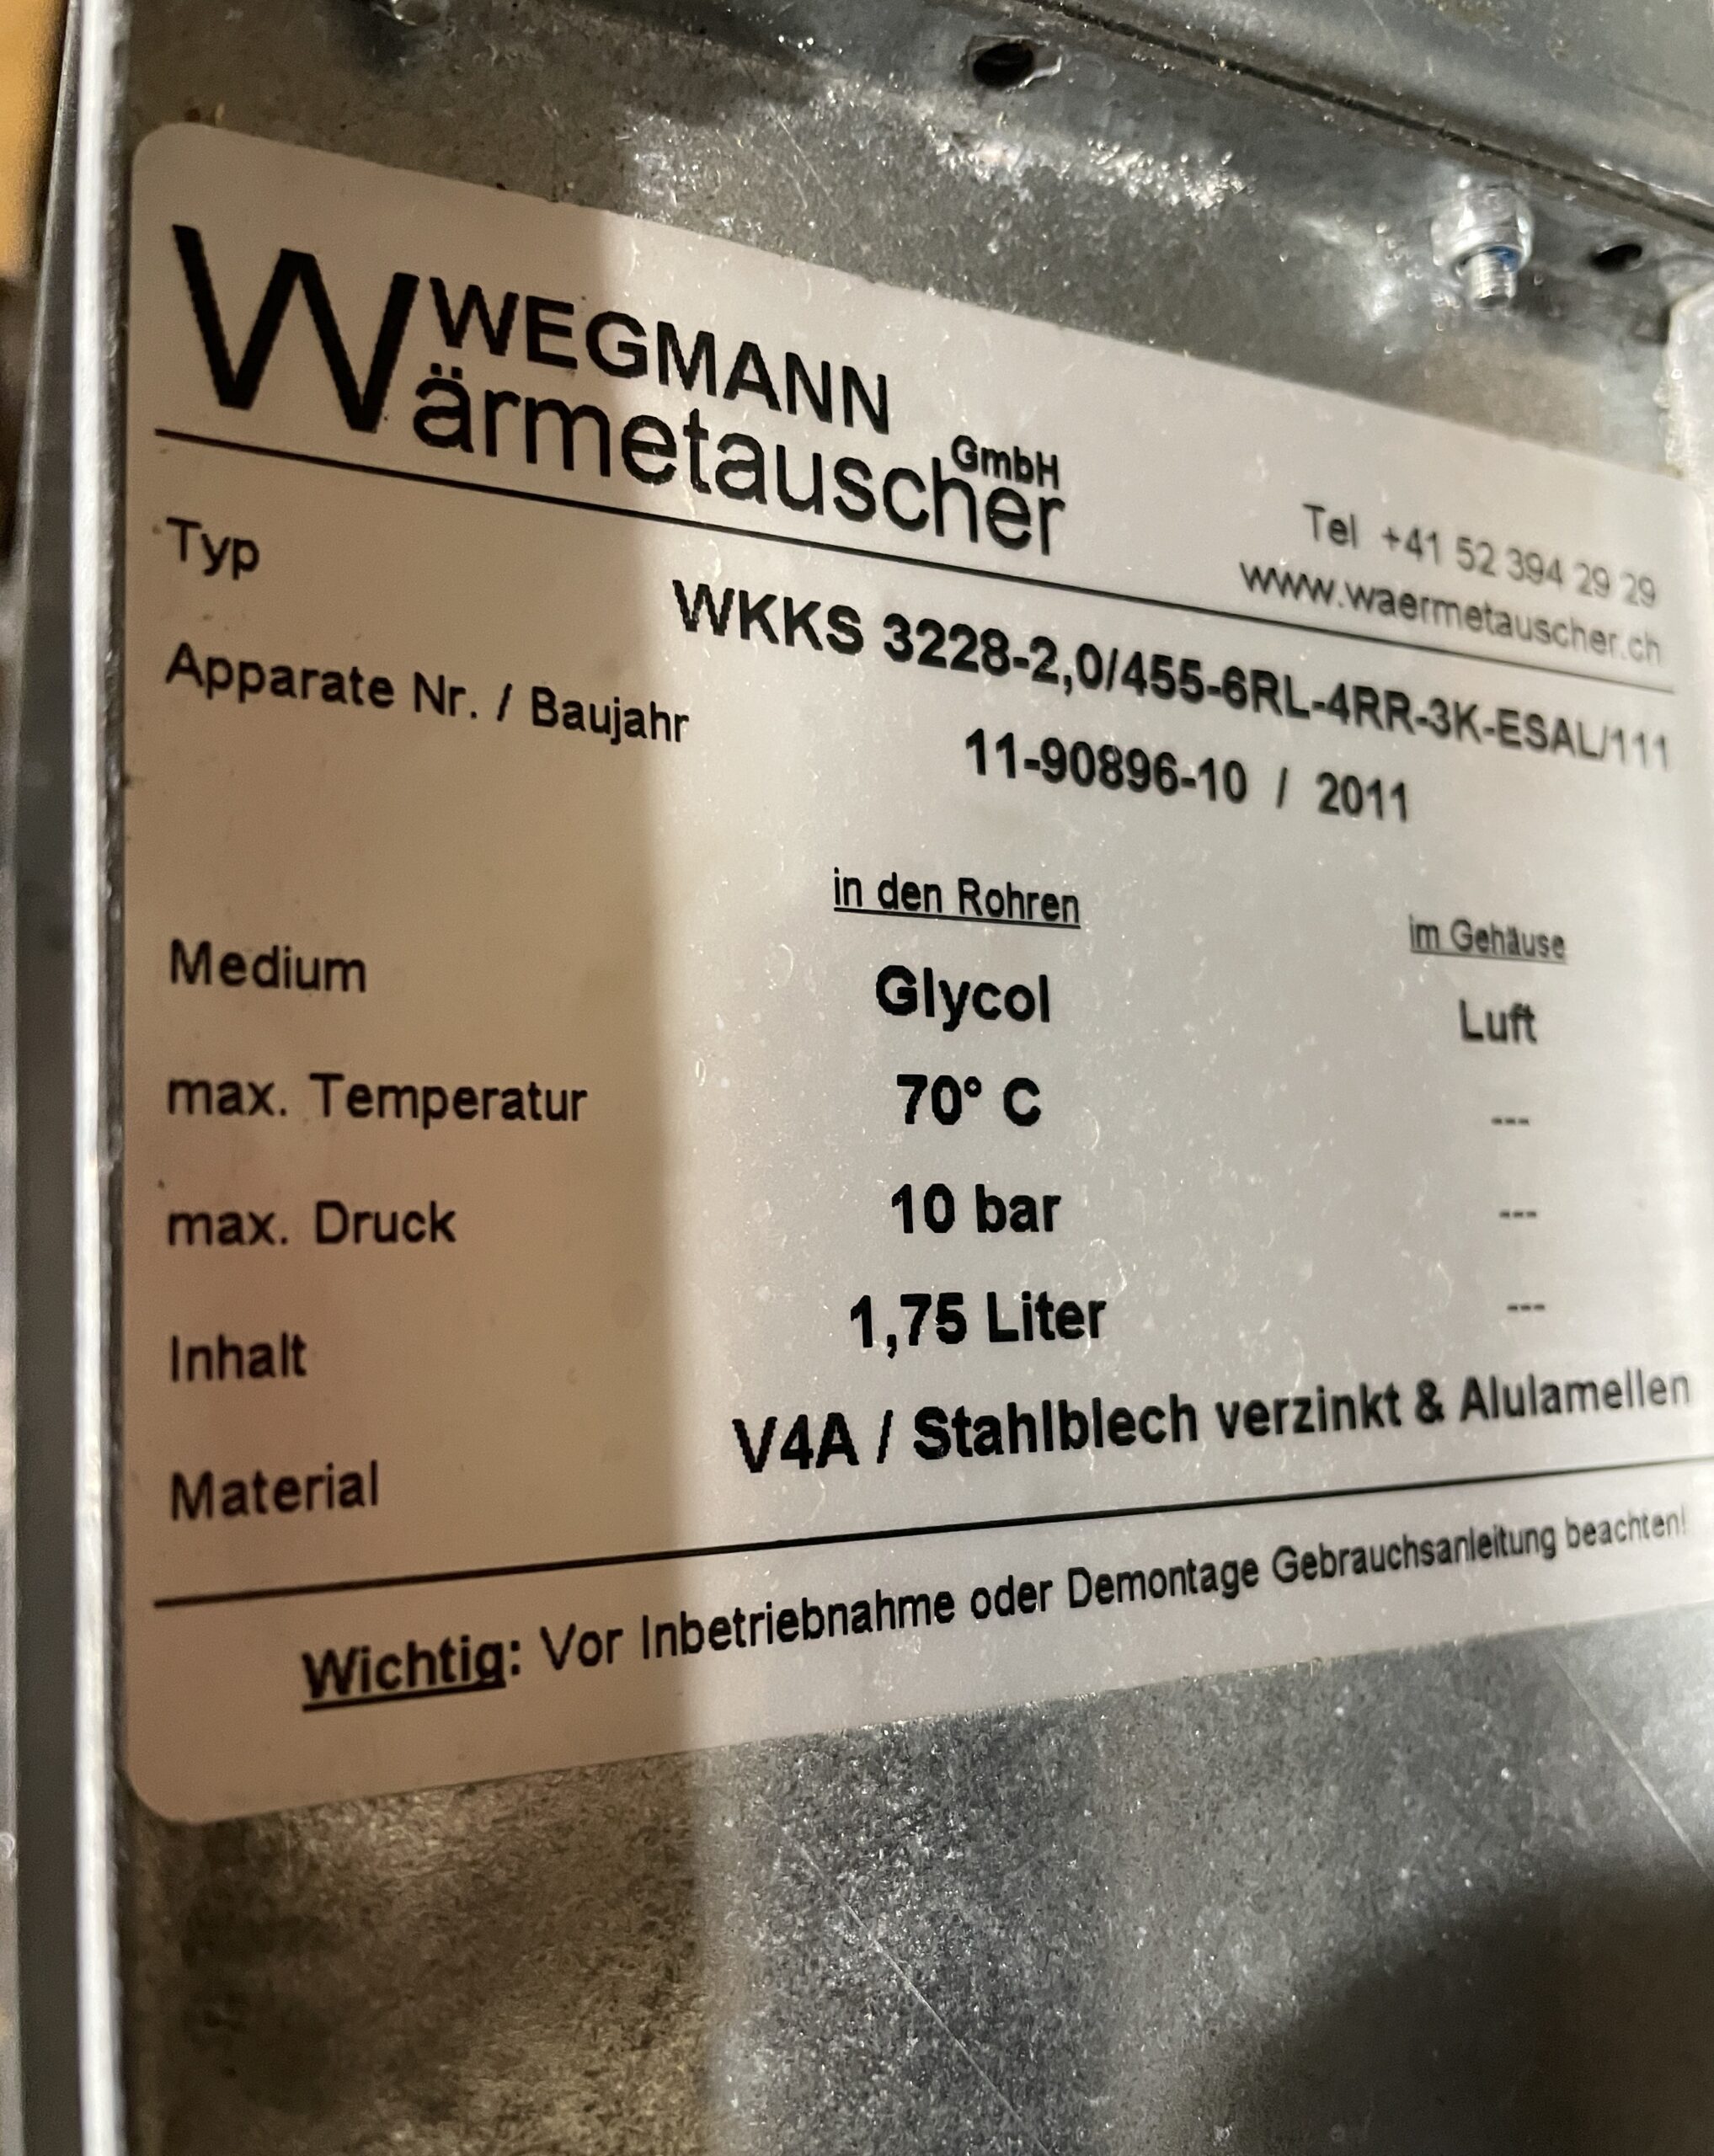 WEGMANN
Wärmetauscher GmbH
Tel +41 52 394 29 29
www.waermetauscher.ch
Typ WKKS 3228-2,0/455-6RL-4RR-3K-ESAL/111
Apparate Nr. / Baujahr 11-90896-10 / 2011
in den Rohren im Gehäuse
Medium Glycol Luft
max. Temperatur 70° C ---
max. Druck 10 bar ---
Inhalt 1,75 Liter ---
Material V4A / Stahlblech verzinkt & Alulamellen
Wichtig: Vor Inbetriebnahme oder Demontage Gebrauchsanleitung beachten!